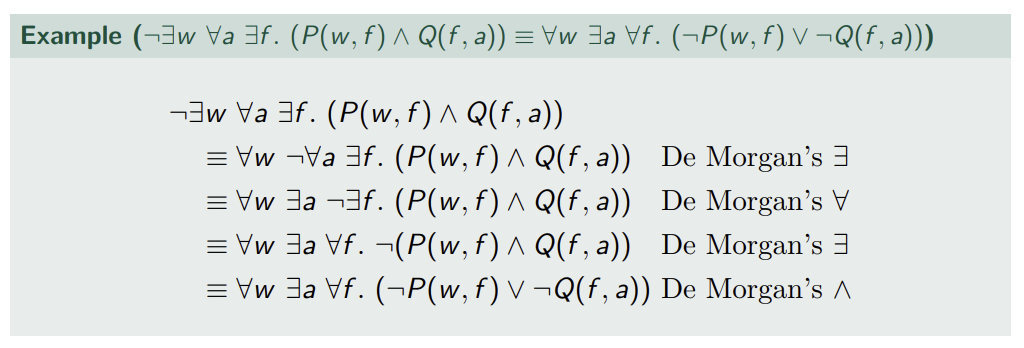 Example (¬∃w ∀a ∃f. (P(w, f) ∧ Q(f, a)) ≡ ∀w ∃a ∀f. (¬P(w, f) ∨ ¬Q(f, a)))
¬∃w ∀a ∃f. (P(w, f) ∧ Q(f, a))
≡ ∀w ¬∀a ∃f. (P(w, f) ∧ Q(f, a)) De Morgan's ∃
≡ ∀w ∃a ¬∃f. (P(w, f) ∧ Q(f, a)) De Morgan's ∀
≡ ∀w ∃a ∀f. ¬(P(w, f) ∧ Q(f, a)) De Morgan's ∃
≡ ∀w ∃a ∀f. (¬P(w, f) ∨ ¬Q(f, a)) De Morgan's ∧